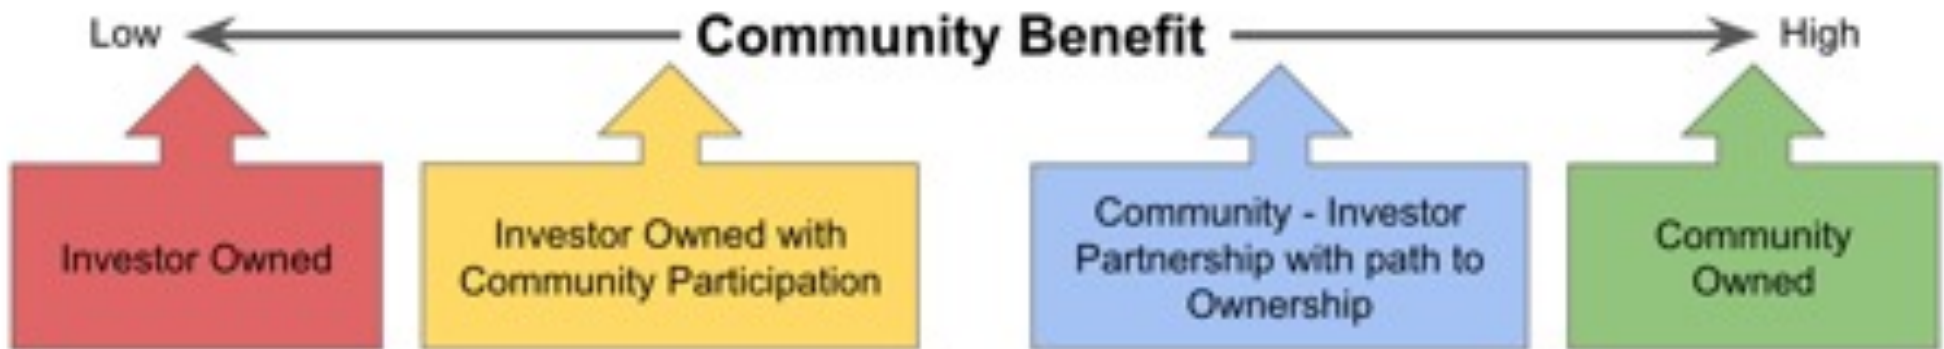 Low Community Benefit High
Investor Owned
Investor Owned with
Community Participation
Community - Investor
Partnership with path to
Ownership
Community
Owned